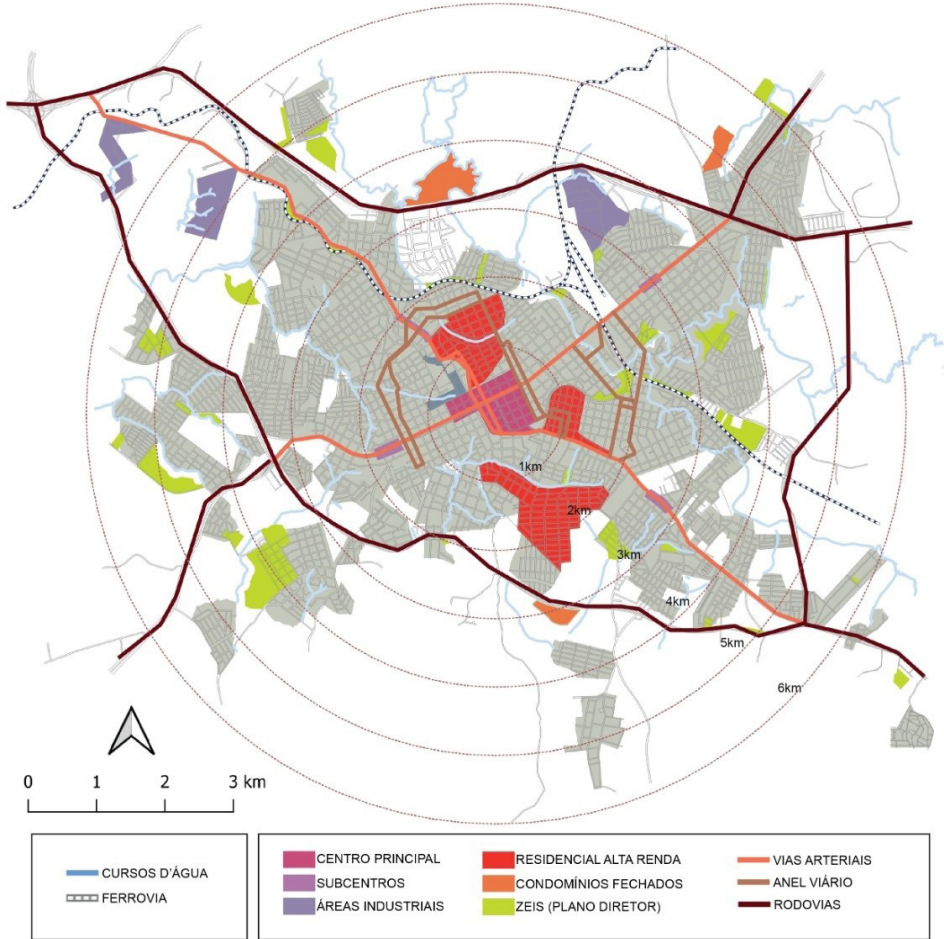 1km
2km
3km
4km
5km
6km
0 1 2 3 km
CURSOS D'ÁGUA
FERROVIA
CENTRO PRINCIPAL
SUBCENTROS
ÁREAS INDUSTRIAIS
RESIDENCIAL ALTA RENDA
CONDOMÍNIOS FECHADOS
ZEIS (PLANO DIRETOR)
VIAS ARTERIAIS
ANEL VIÁRIO
RODOVIAS